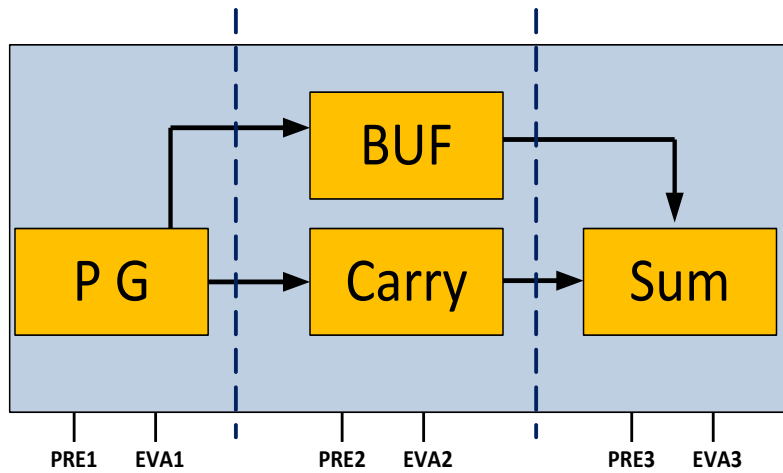 BUF
P G
Carry
Sum
PRE1 EVA1 PRE2 EVA2 PRE3 EVA3